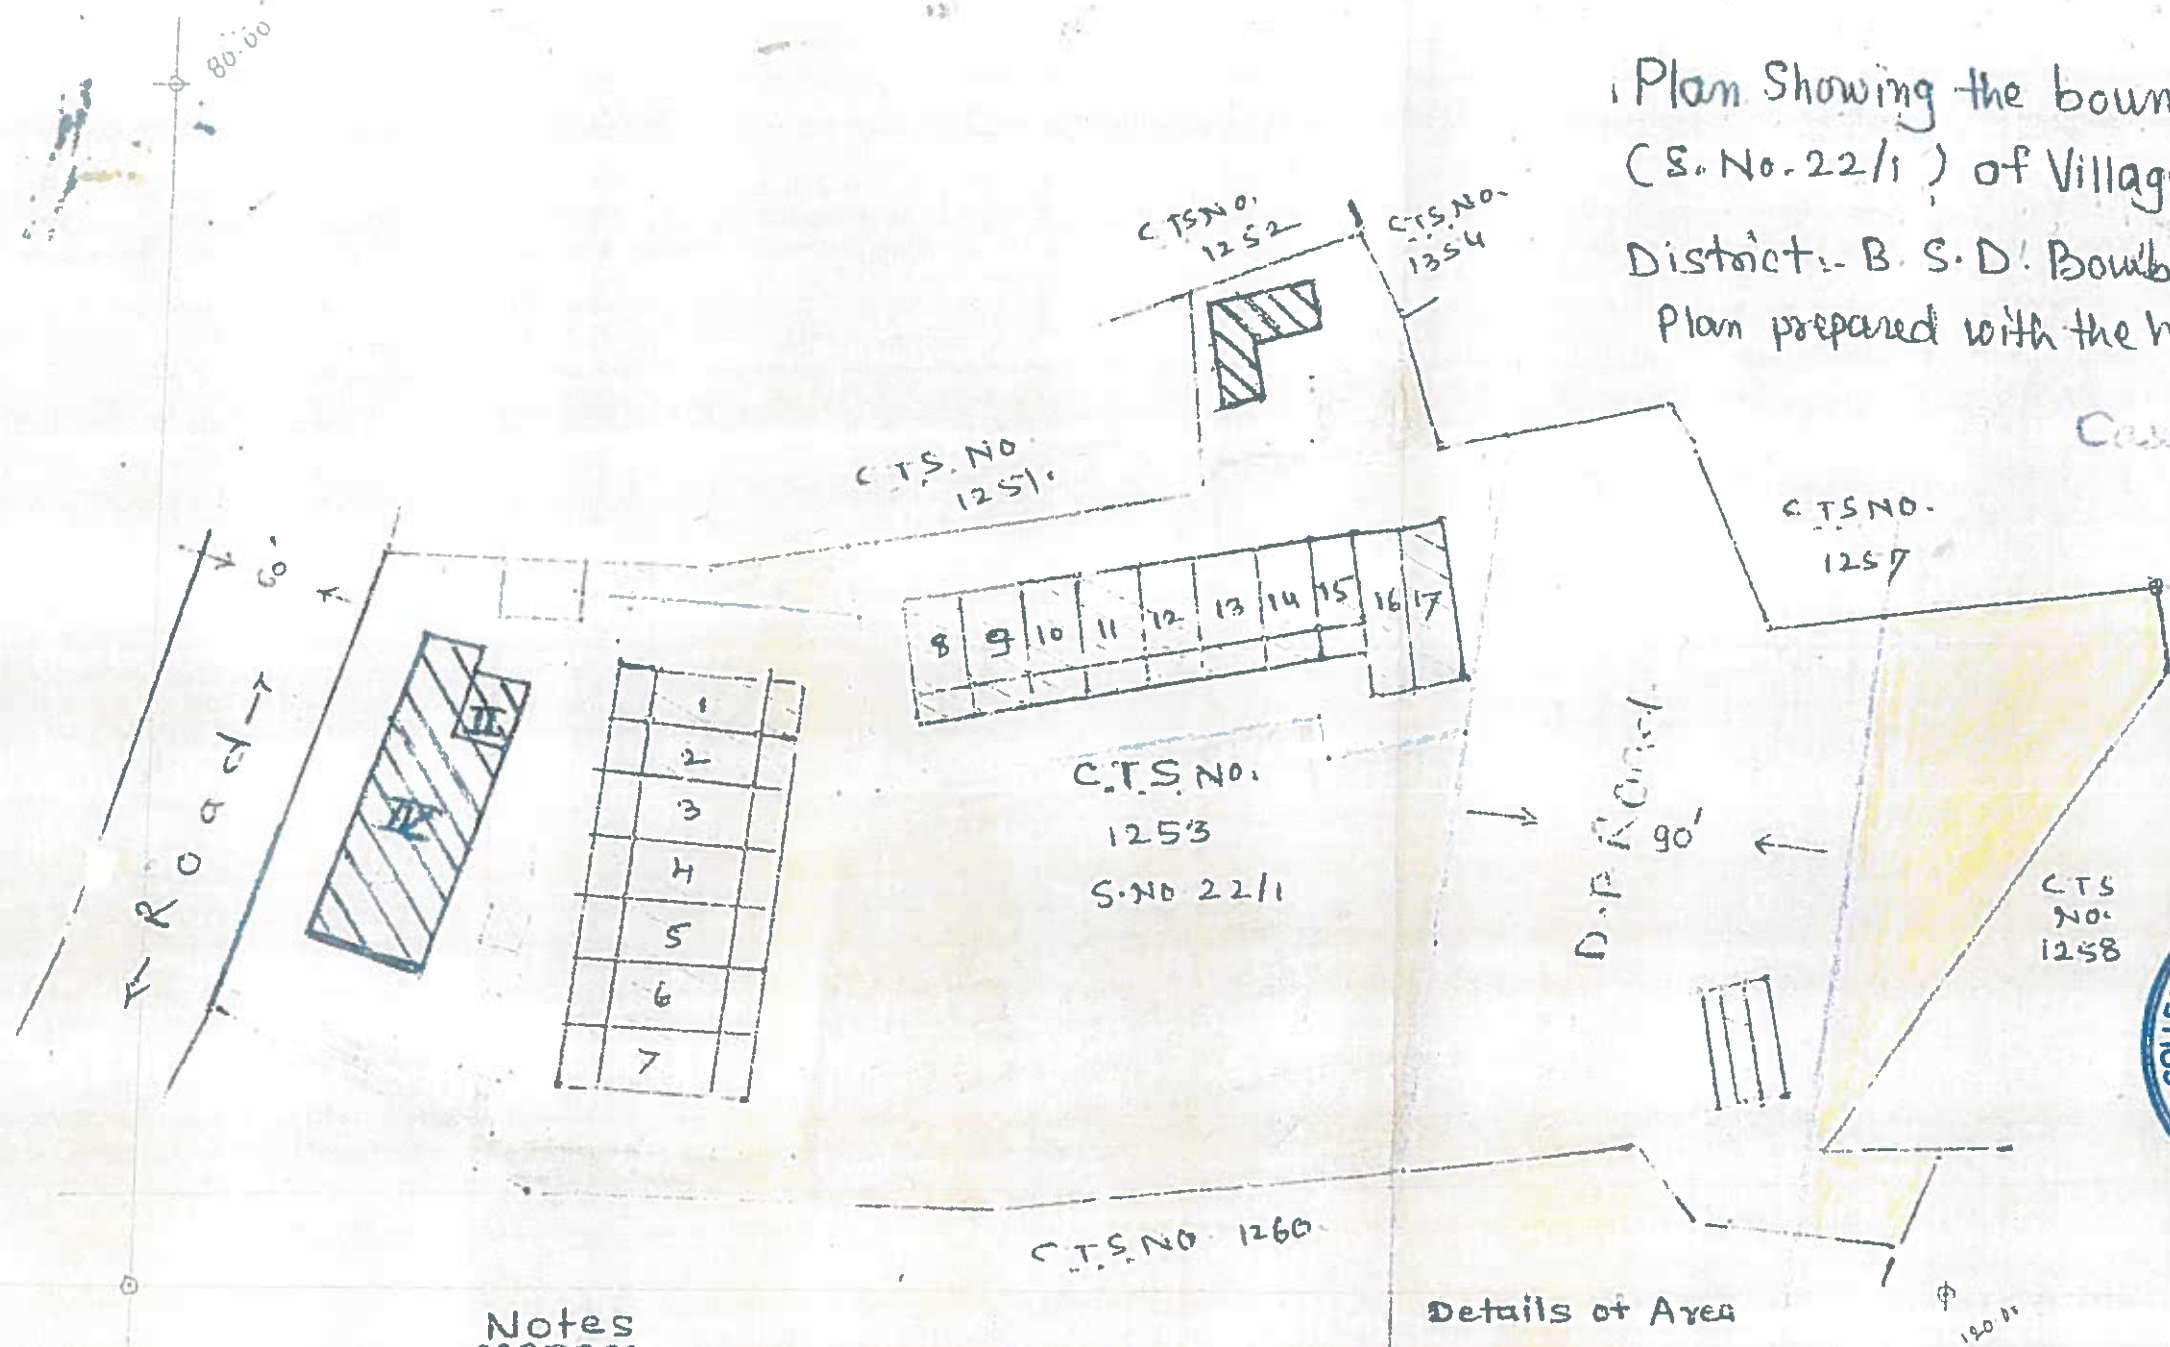 80.00
Plan Showing the boun
(S. No. 22/1) of Villag
District:- B. S. D. Bomb
Plan prepared with the h
C.T.S NO.
1252
C.T.S. NO.
1354
C.T.S. NO
1251.
C.T.S NO.
1257
Road
8 9 10 11 12 13 14 15 16 17
II
IV
1
2
3
4
5
6
7
C.T.S. NO.
1253
S. NO 22/1
D.P. Road
90'
C.T.S
NO.
1258
C.T.S. NO 1260.
Notes
Details of Area